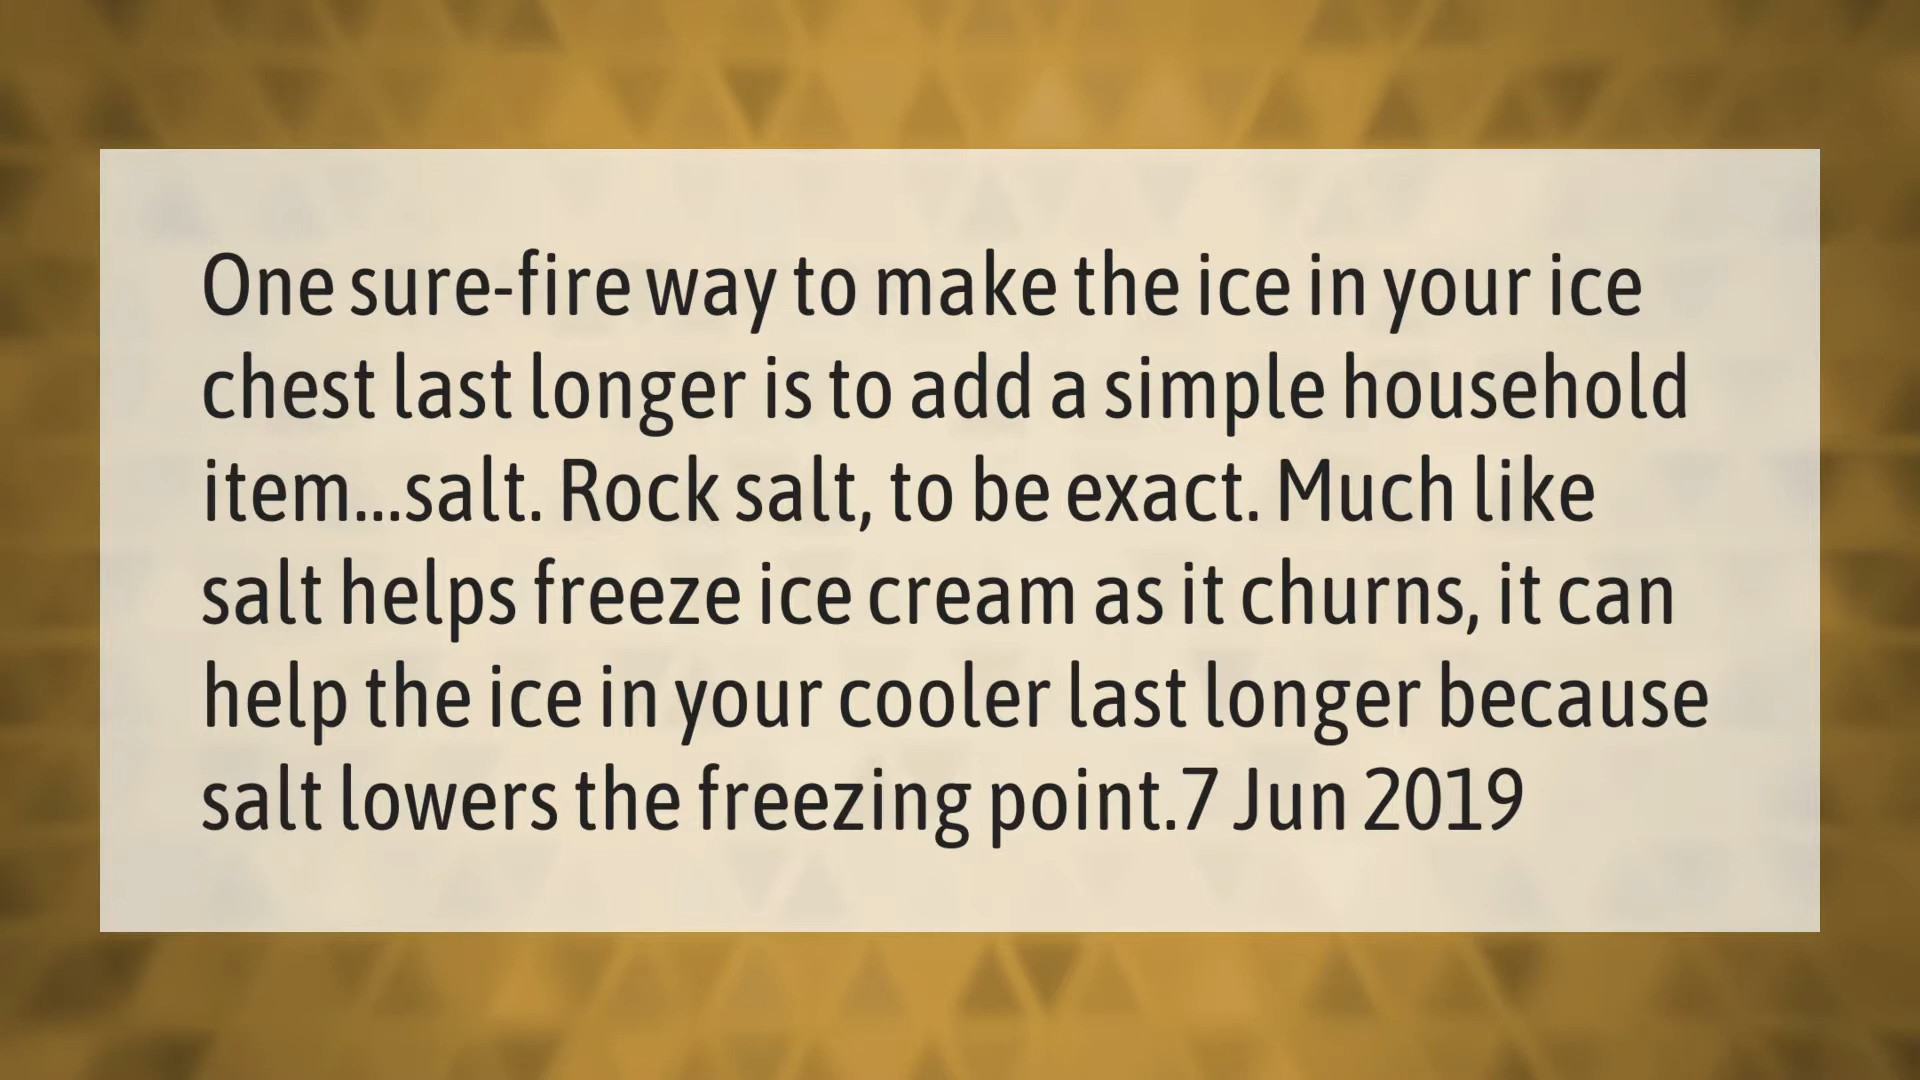 One sure-fire way to make the ice in your ice
chest last longer is to add a simple household
item...salt. Rock salt, to be exact. Much like
salt helps freeze ice cream as it churns, it can
help the ice in your cooler last longer because
salt lowers the freezing point.7 Jun 2019